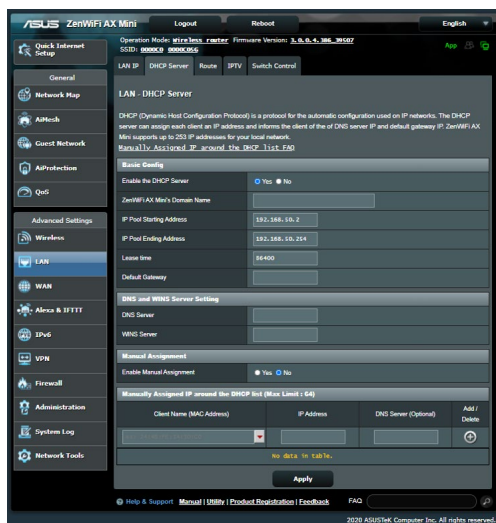 ASUS ZenWiFi AX Mini
Logout
Reboot
English
Quick Internet Setup
Operation Mode: Wireless router Firmware Version: 3.0.0.4.386_39507
SSID: 0000C0 0000C056
App
LAN IP
DHCP Server
Route
IPTV
Switch Control
General
Network Map
AiMesh
Guest Network
AiProtection
QoS
Advanced Settings
Wireless
LAN
WAN
Alexa & IFTTT
IPv6
VPN
Firewall
Administration
System Log
Network Tools
LAN - DHCP Server
DHCP (Dynamic Host Configuration Protocol) is a protocol for the automatic configuration used on IP networks. The DHCP
server can assign each client an IP address and informs the client of the of DNS server IP and default gateway IP. ZenWiFi AX
Mini supports up to 253 IP addresses for your local network.
Manually Assigned IP around the DHCP list FAQ
Basic Config
Enable the DHCP Server Yes No
ZenWiFi AX Mini's Domain Name
IP Pool Starting Address 192.168.50.2
IP Pool Ending Address 192.168.50.254
Lease time 86400
Default Gateway
DNS and WINS Server Setting
DNS Server
WINS Server
Manual Assignment
Enable Manual Assignment Yes No
Manually Assigned IP around the DHCP list (Max Limit : 64)
Client Name (MAC Address) IP Address DNS Server (Optional) Add / Delete
No data in table.
Apply
Help & Support Manual | Utility | Product Registration | Feedback FAQ
2020 ASUSTeK Computer Inc. All rights reserved.